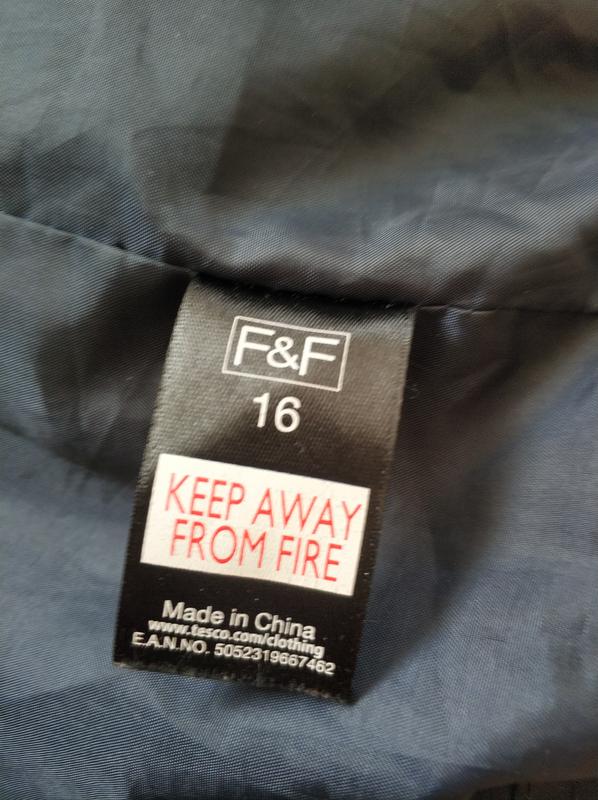 F&F
16
KEEP AWAY
FROM FIRE
Made in China
www.tesco.com/clothing
E.A.N.NO. 5052319667462